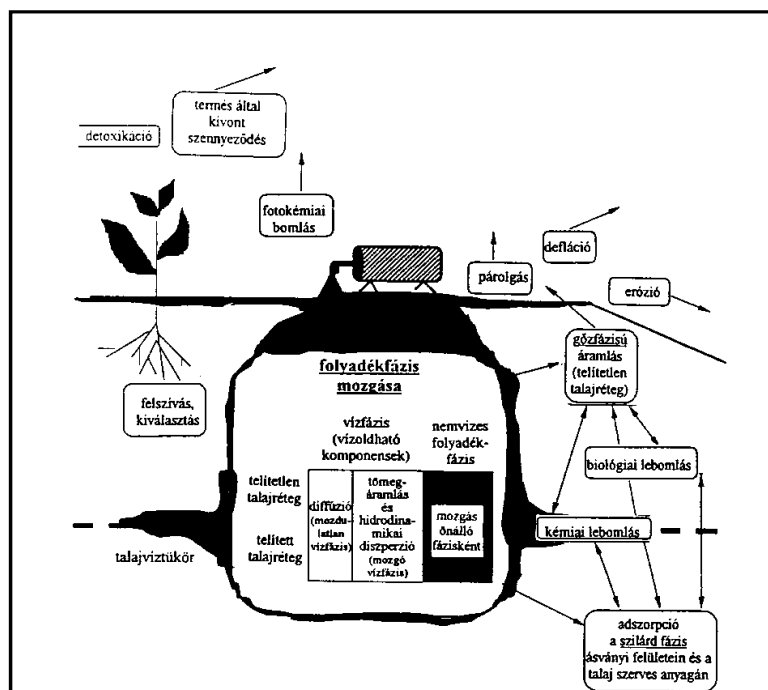 termés által
kivont
szennyeződés
detoxikáció
fotokémiai
bomlás
defláció
párolgás
erózió
gőzfázisú
áramlás
(telítetlen
talajréteg)
folyadékfázis
mozgása
felszívás,
kiválasztás
vízfázis
(vízoldható
komponensek)
nemvizes
folyadék-
fázis
biológiai lebomlás
telítetlen
talajréteg
telített
talajréteg
diffúzió
(mozdu-
latlan
vízfázis)
tömeg-
áramlás
és
hidrodina-
mikai
diszperzió
(mozgó
vízfázis)
mozgás
önálló
fázisként
kémiai lebomlás
talajvíztükör
adszorpció
a szilárd fázis
ásványi felületein és a
talaj szerves anyagán